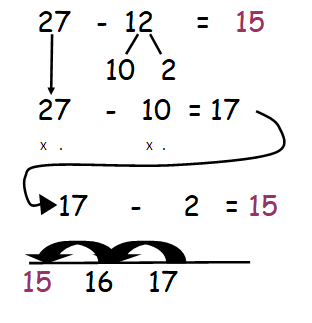 27 - 12 = 15
10 2
27 - 10 = 17
x . x .
17 - 2 = 15
15 16 17